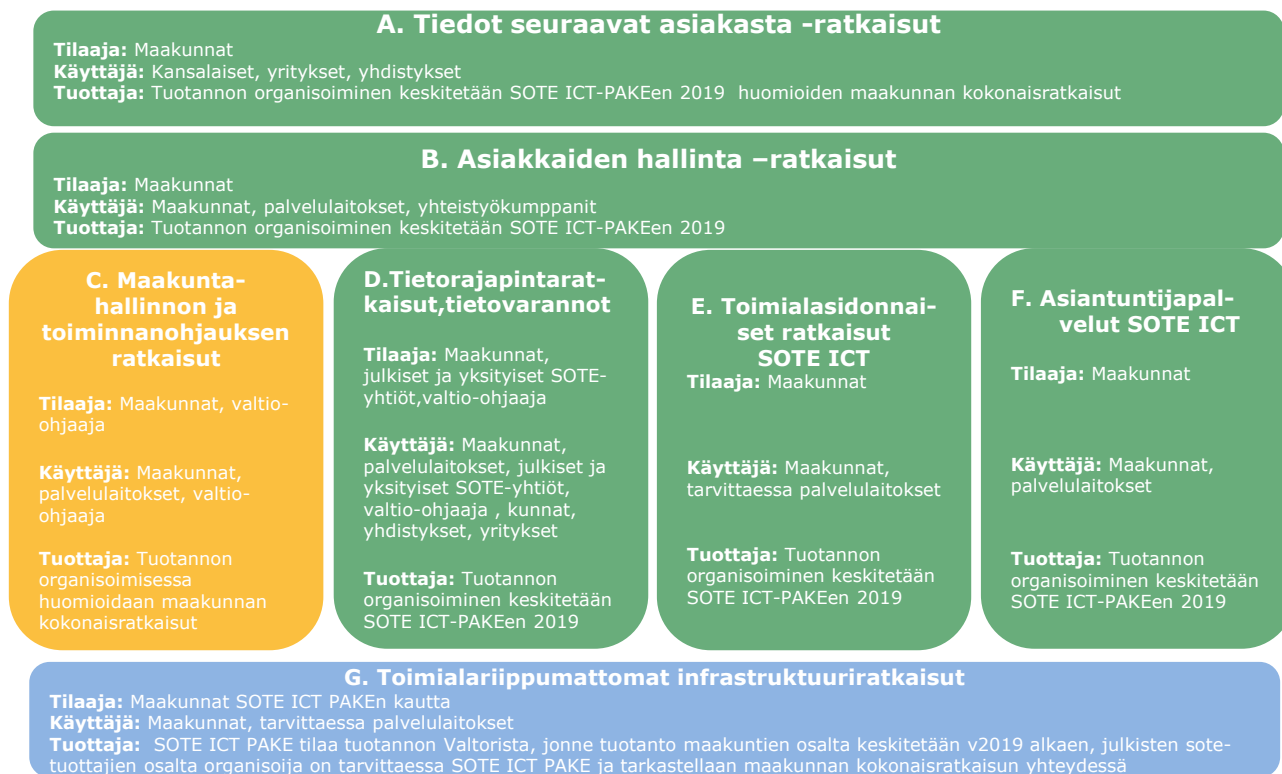 A. Tiedot seuraavat asiakasta -ratkaisut
Tilaaja: Maakunnat
Käyttäjä: Kansalaiset, yritykset, yhdistykset
Tuottaja: Tuotannon organisoiminen keskitetään SOTE ICT-PAKEen 2019 huomioiden maakunnan kokonaisratkaisut
B. Asiakkaiden hallinta –ratkaisut
Tilaaja: Maakunnat
Käyttäjä: Maakunnat, palvelulaitokset, yhteistyökumppanit
Tuottaja: Tuotannon organisoiminen keskitetään SOTE ICT-PAKEen 2019
C. Maakunta-
hallinnon ja
toiminnanohjauksen
ratkaisut
Tilaaja: Maakunnat, valtio-
ohjaaja
Käyttäjä: Maakunnat,
palvelulaitokset, valtio-
ohjaaja
Tuottaja: Tuotannon
organisoimisessa
huomioidaan maakunnan
kokonaisratkaisut
D.Tietorajapintarat-
kaisut,tietovarannot
Tilaaja: Maakunnat,
julkiset ja yksityiset SOTE-
yhtiöt,valtio-ohjaaja
Käyttäjä: Maakunnat,
palvelulaitokset, julkiset ja
yksityiset SOTE-yhtiöt,
valtio-ohjaaja , kunnat,
yhdistykset, yritykset
Tuottaja: Tuotannon
organisoiminen keskitetään
SOTE ICT-PAKEen 2019
E. Toimialasidonnai-
set ratkaisut
SOTE ICT
Tilaaja: Maakunnat
Käyttäjä: Maakunnat,
tarvittaessa palvelulaitokset
Tuottaja: Tuotannon
organisoiminen keskitetään
SOTE ICT-PAKEen 2019
F. Asiantuntijapal-
velut SOTE ICT
Tilaaja: Maakunnat
Käyttäjä: Maakunnat,
palvelulaitokset
Tuottaja: Tuotannon
organisoiminen keskitetään
SOTE ICT-PAKEen 2019
G. Toimialariippumattomat infrastruktuuriratkaisut
Tilaaja: Maakunnat SOTE ICT PAKEn kautta
Käyttäjä: Maakunnat, tarvittaessa palvelulaitokset
Tuottaja: SOTE ICT PAKE tilaa tuotannon Valtorista, jonne tuotanto maakuntien osalta keskitetään v2019 alkaen, julkisten sote-
tuottajien osalta organisoija on tarvittaessa SOTE ICT PAKE ja tarkastellaan maakunnan kokonaisratkaisun yhteydessä